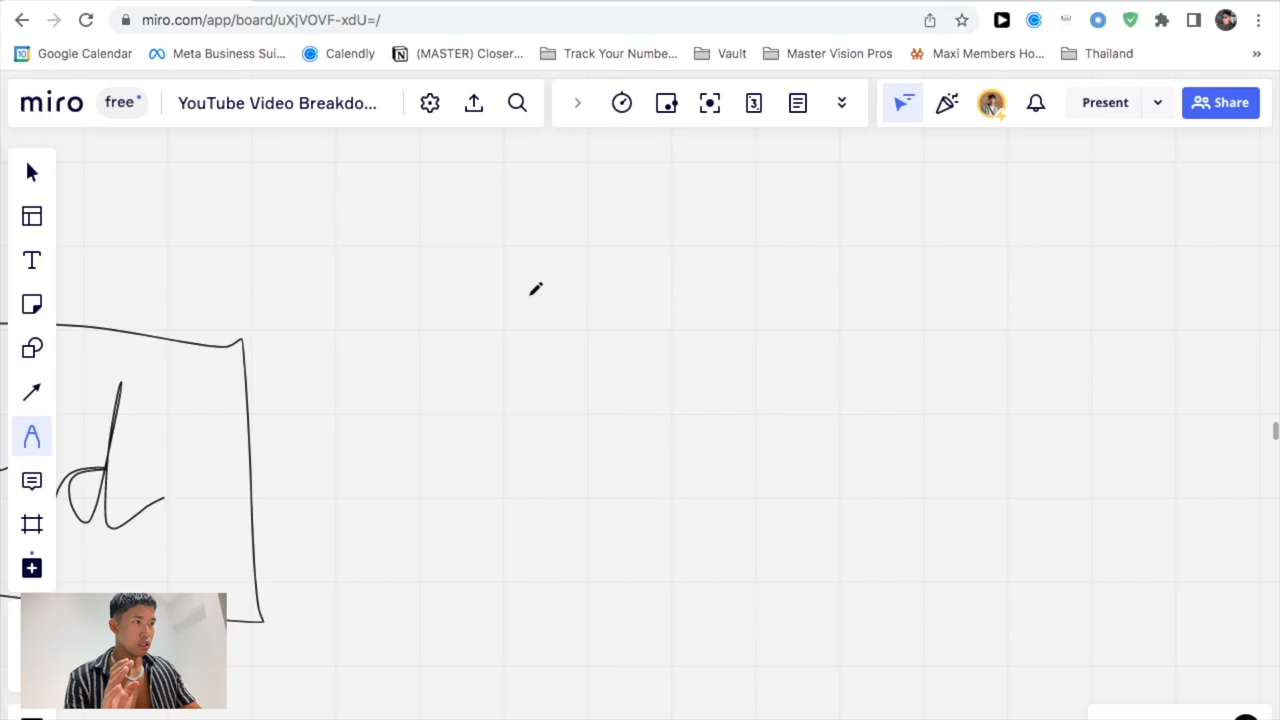 miro.com/app/board/uXjVOVF-xdU=/
10 Google Calendar Meta Business Sui... Calendly (MASTER) Closer... Track Your Numbe... Vault Master Vision Pros Maxi Members Ho... Thailand »
miro free YouTube Video Breakdo... 3 Present Share
T
d